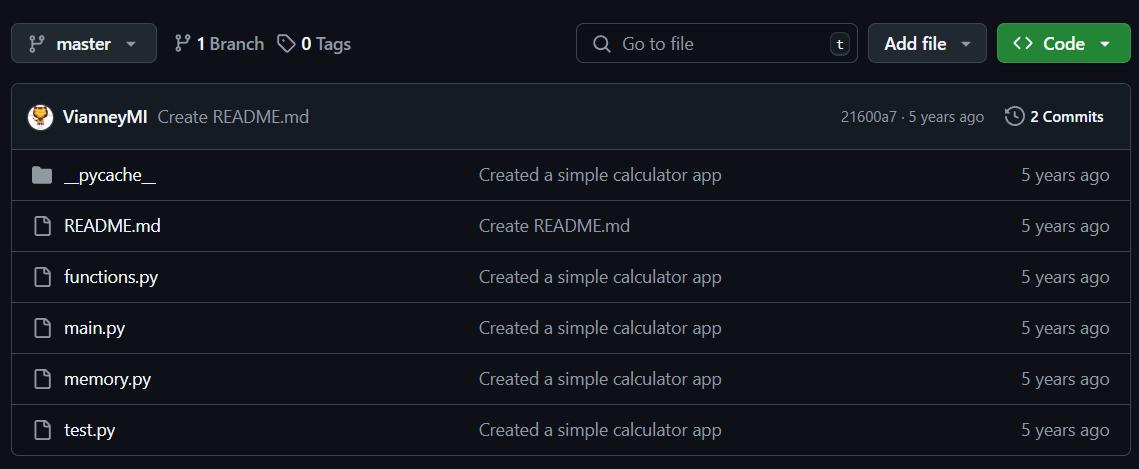 master 1 Branch 0 Tags Go to file t Add file Code
VianneyMI Create README.md 21600a7 · 5 years ago 2 Commits
__pycache__ Created a simple calculator app 5 years ago
README.md Create README.md 5 years ago
functions.py Created a simple calculator app 5 years ago
main.py Created a simple calculator app 5 years ago
memory.py Created a simple calculator app 5 years ago
test.py Created a simple calculator app 5 years ago